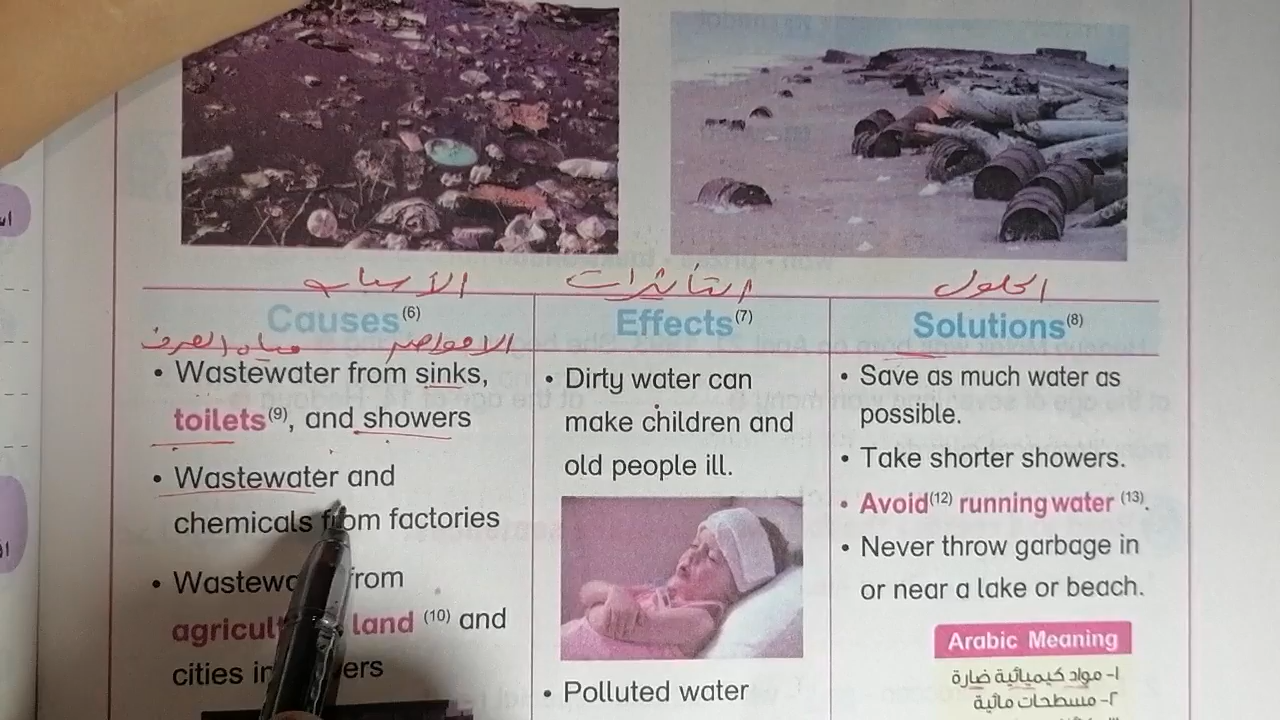 الأسباب
التأثيرات
الحلول
Causes(6)
Effects(7)
Solutions(8)
مياه الصرف
• Wastewater from sinks,
toilets(9), and showers
• Wastewater and
chemicals from factories
• from
land (10) and
cities in
• Dirty water can
make children and
old people ill.
• Polluted water
• Save as much water as
possible.
• Take shorter showers.
• Avoid(12) running water (13).
• Never throw garbage in
or near a lake or beach.
Arabic Meaning
١- مواد كيميائية ضارة
٢- مسطحات مائية